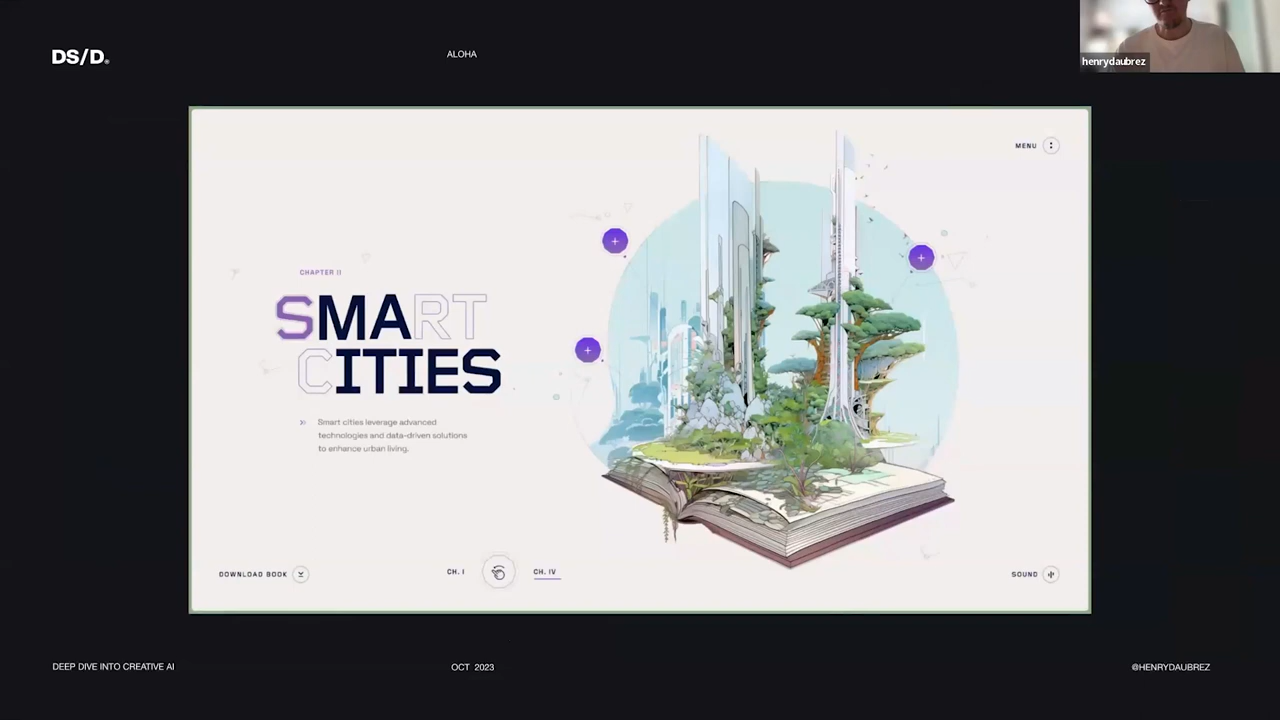 DS/D®
ALOHA
henrydaubrez
MENU
CHAPTER II
SMART
CITIES
Smart cities leverage advanced
technologies and data-driven solutions
to enhance urban living.
DOWNLOAD BOOK
CH. I
CH. IV
SOUND
DEEP DIVE INTO CREATIVE AI
OCT 2023
@HENRYDAUBREZ